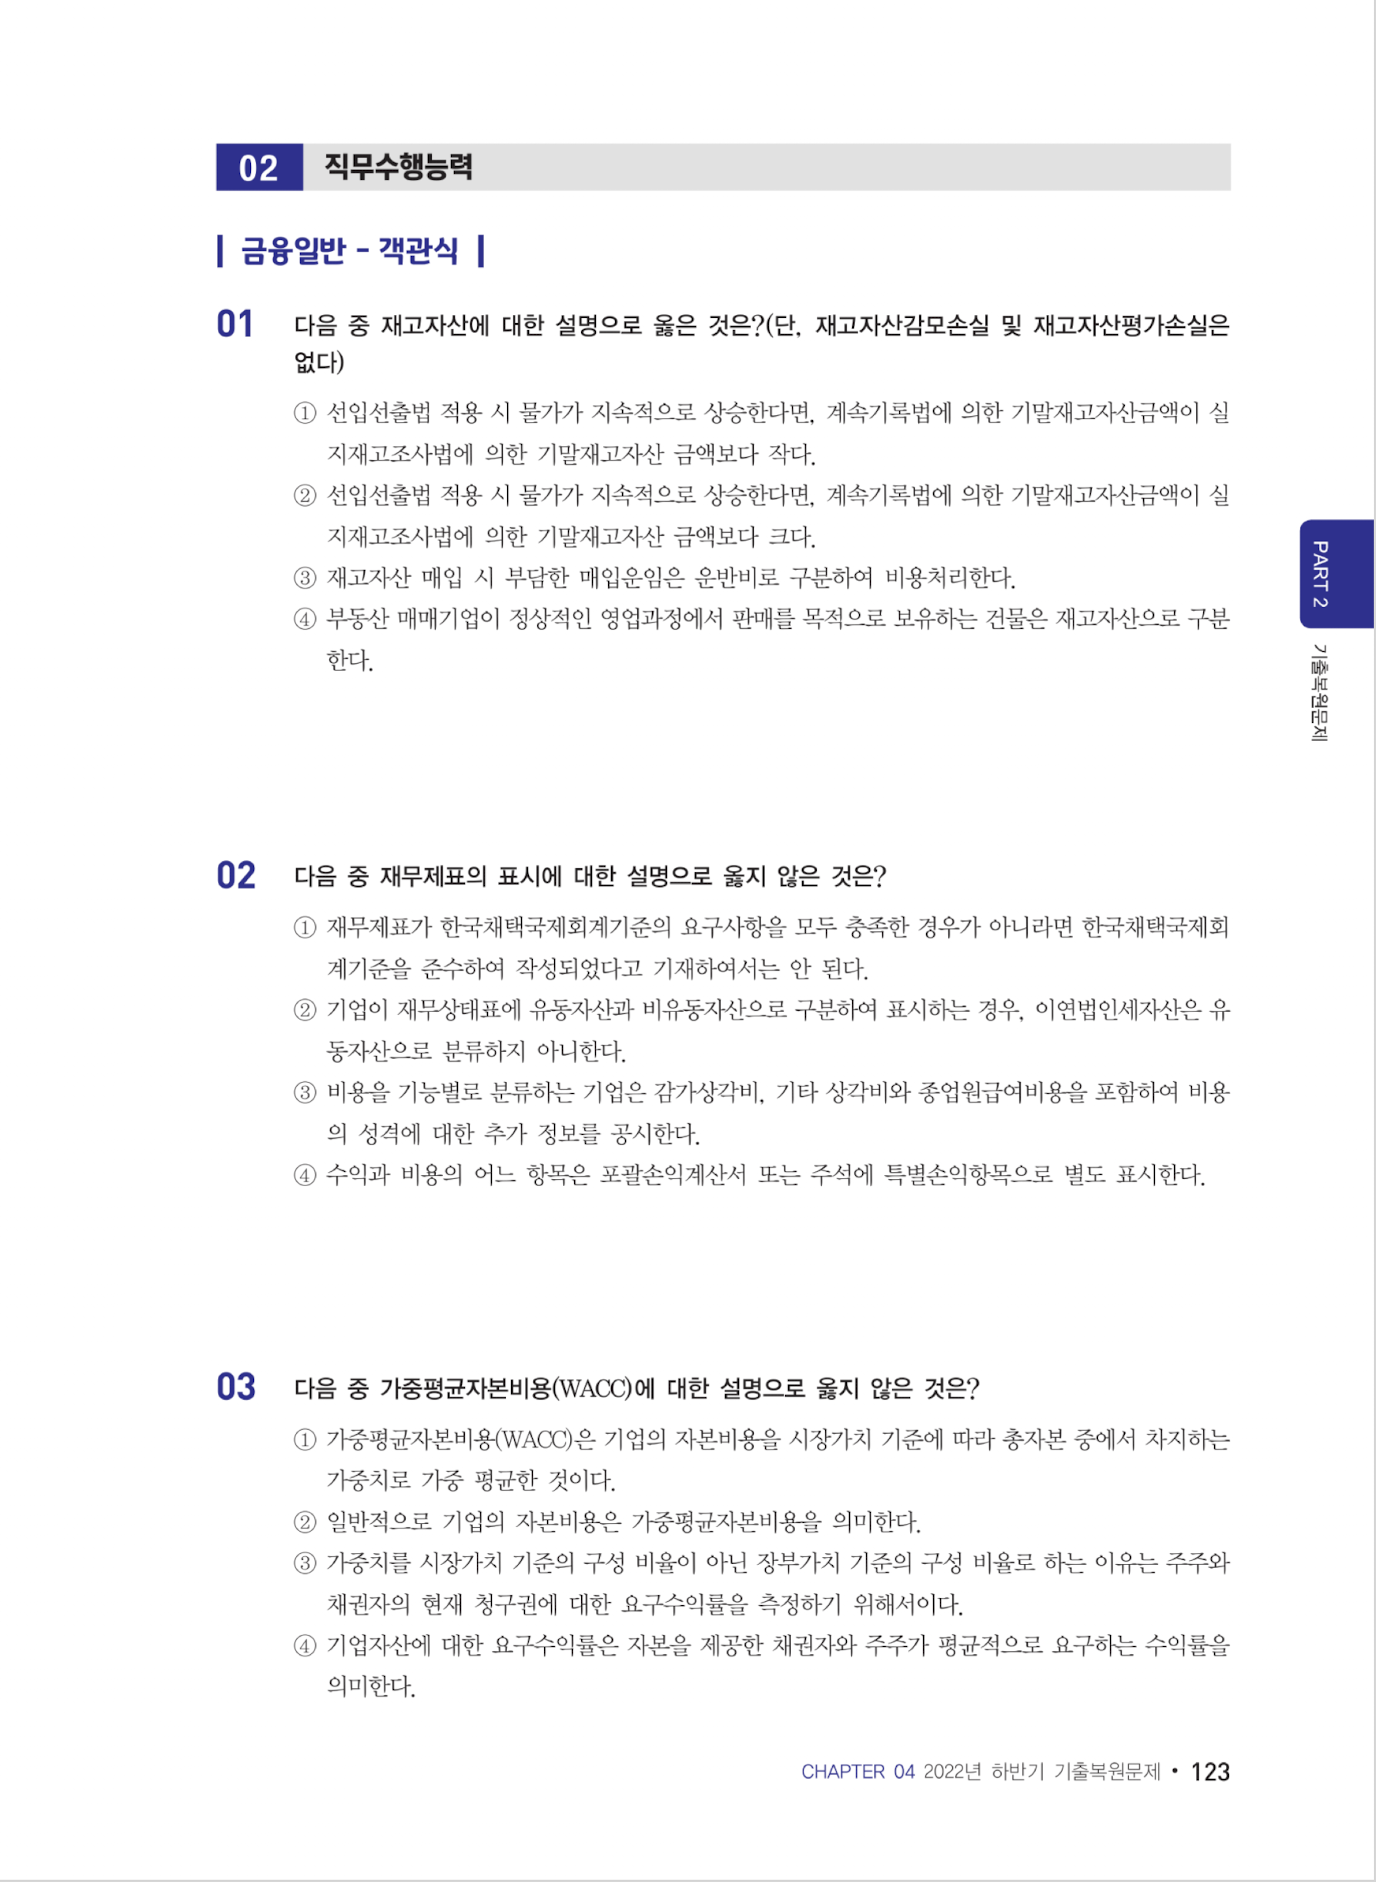 02 직무수행능력
금융일반 - 객관식
01 다음 중 재고자산에 대한 설명으로 옳은 것은?(단, 재고자산감모손실 및 재고자산평가손실은
없다)
① 선입선출법 적용 시 물가가 지속적으로 상승한다면, 계속기록법에 의한 기말재고자산금액이 실
지재고조사법에 의한 기말재고자산 금액보다 작다.
② 선입선출법 적용 시 물가가 지속적으로 상승한다면, 계속기록법에 의한 기말재고자산금액이 실
지재고조사법에 의한 기말재고자산 금액보다 크다.
③ 재고자산 매입 시 부담한 매입운임은 운반비로 구분하여 비용처리한다.
④ 부동산 매매기업이 정상적인 영업과정에서 판매를 목적으로 보유하는 건물은 재고자산으로 구분
한다.
PART 2
기출복원문제
02 다음 중 재무제표의 표시에 대한 설명으로 옳지 않은 것은?
① 재무제표가 한국채택국제회계기준의 요구사항을 모두 충족한 경우가 아니라면 한국채택국제회
계기준을 준수하여 작성되었다고 기재하여서는 안 된다.
② 기업이 재무상태표에 유동자산과 비유동자산으로 구분하여 표시하는 경우, 이연법인세자산은 유
동자산으로 분류하지 아니한다.
③ 비용을 기능별로 분류하는 기업은 감가상각비, 기타 상각비와 종업원급여비용을 포함하여 비용
의 성격에 대한 추가 정보를 공시한다.
④ 수익과 비용의 어느 항목은 포괄손익계산서 또는 주석에 특별손익항목으로 별도 표시한다.
03 다음 중 가중평균자본비용(WACC)에 대한 설명으로 옳지 않은 것은?
① 가중평균자본비용(WACC)은 기업의 자본비용을 시장가치 기준에 따라 총자본 중에서 차지하는
가중치로 가중 평균한 것이다.
② 일반적으로 기업의 자본비용은 가중평균자본비용을 의미한다.
③ 가중치를 시장가치 기준의 구성 비율이 아닌 장부가치 기준의 구성 비율로 하는 이유는 주주와
채권자의 현재 청구권에 대한 요구수익률을 측정하기 위해서이다.
④ 기업자산에 대한 요구수익률은 자본을 제공한 채권자와 주주가 평균적으로 요구하는 수익률을
의미한다.
CHAPTER 04 2022년 하반기 기출복원문제 • 123